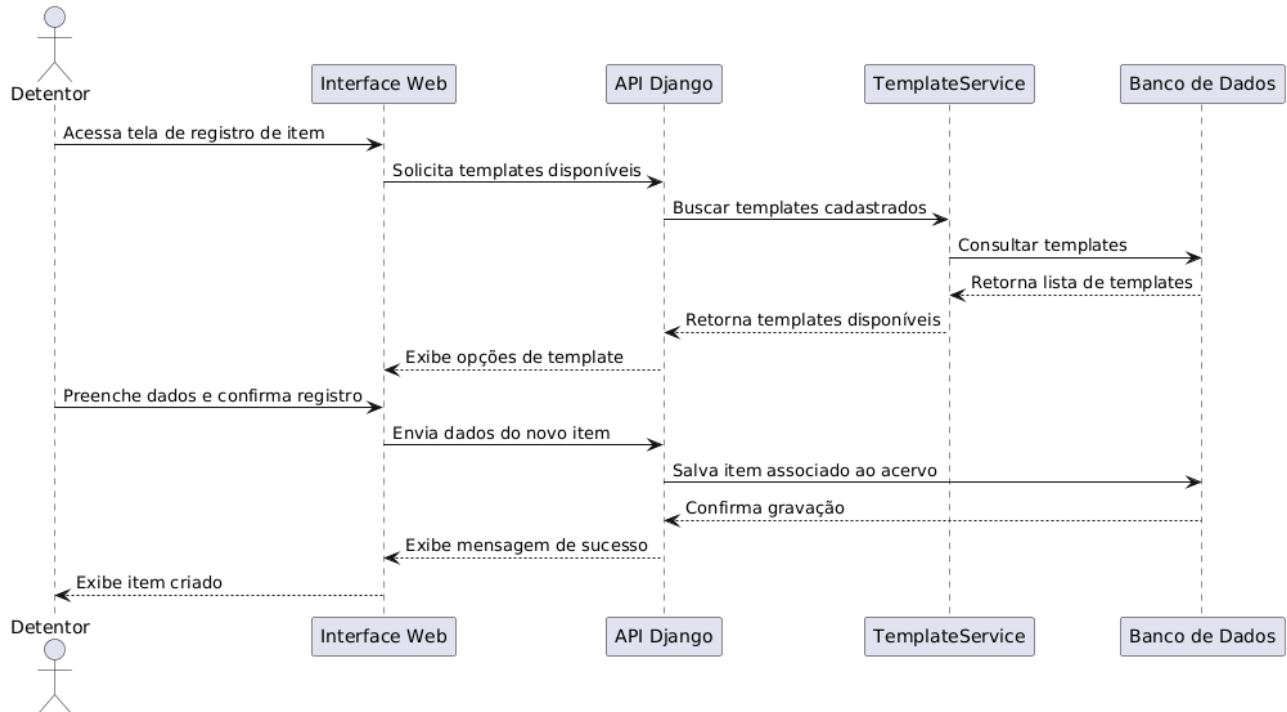 Detentor
Interface Web
API Django
TemplateService
Banco de Dados
Acessa tela de registro de item
Solicita templates disponíveis
Buscar templates cadastrados
Consultar templates
Retorna lista de templates
Retorna templates disponíveis
Exibe opções de template
Preenche dados e confirma registro
Envia dados do novo item
Salva item associado ao acervo
Confirma gravação
Exibe mensagem de sucesso
Exibe item criado
Detentor
Interface Web
API Django
TemplateService
Banco de Dados